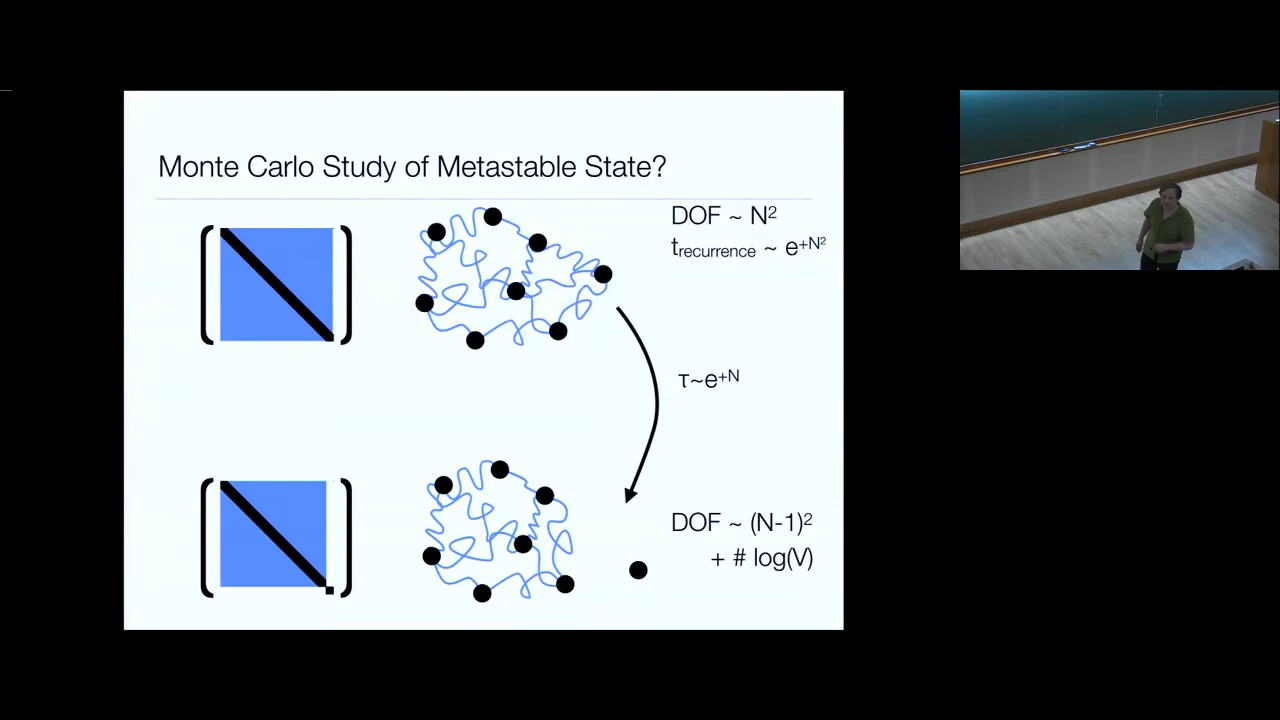 Monte Carlo Study of Metastable State?
DOF ~ N²
t_recurrence ~ e^{+N²}
τ~e^{+N}
DOF ~ (N-1)²
+ # log(V)